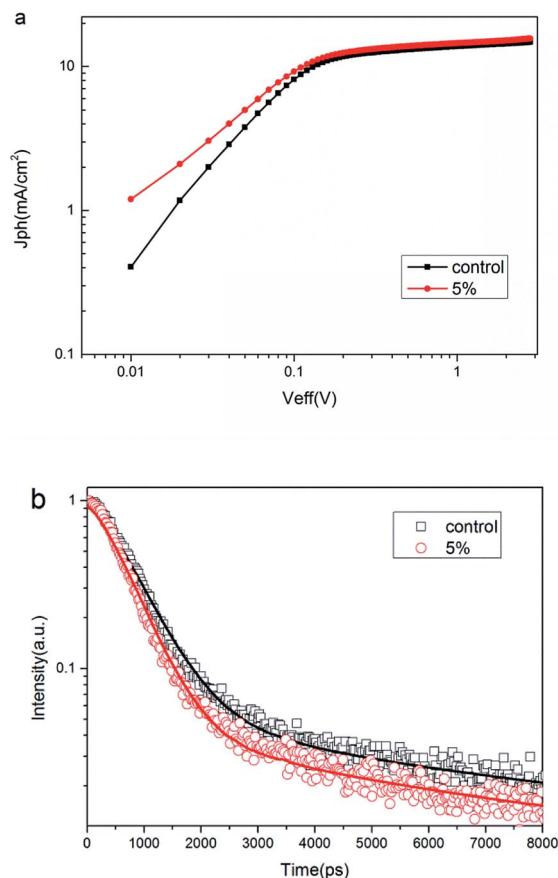 a
10
1
0.1
0.01
0.1
1
Jph(mA/cm²)
Veff(V)
control
5%
b
1
0.1
0
1000
2000
3000
4000
5000
6000
7000
8000
Intensity(a.u.)
Time(ps)
control
5%